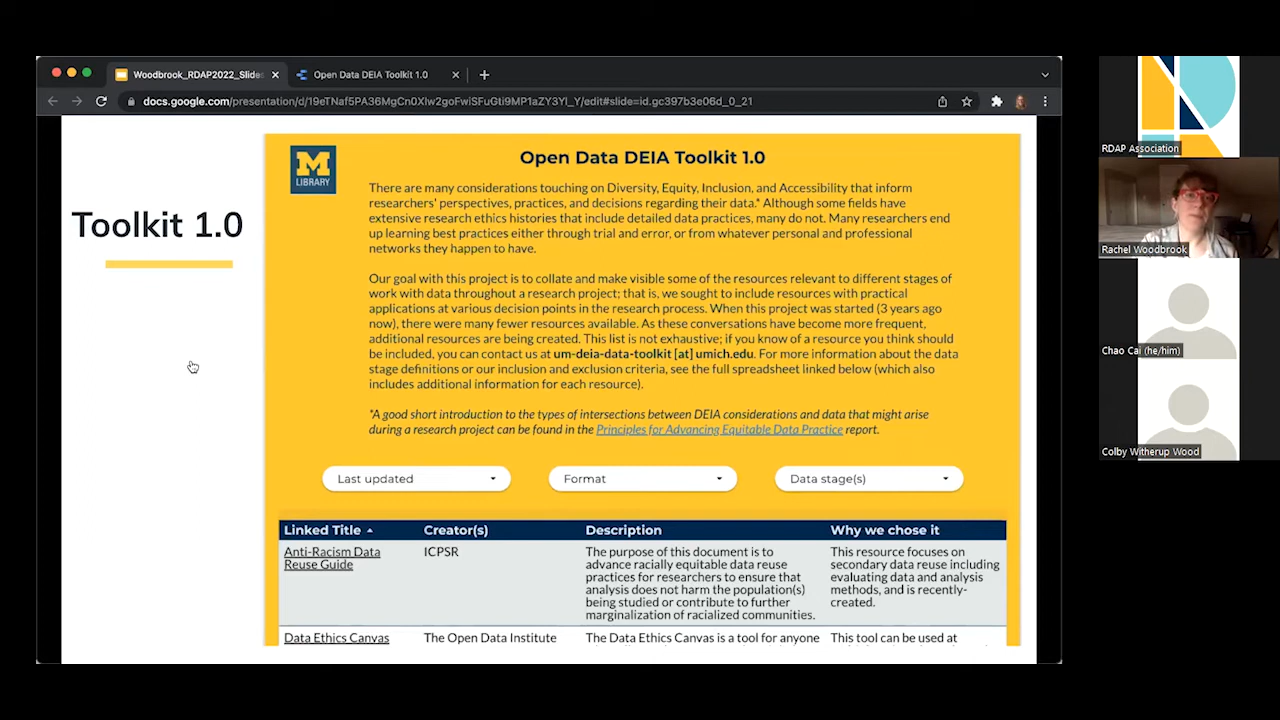 Woodbrook_RDAP2022_Slides
Open Data DEIA Toolkit 1.0
docs.google.com/presentation/d/19eTNaf5PA36MgCn0Xlw2goFwiSFuGti9MP1aZY3Yl_Y/edit#slide=id.gc397b3e06d_0_21
Toolkit 1.0
M
LIBRARY
Open Data DEIA Toolkit 1.0
There are many considerations touching on Diversity, Equity, Inclusion, and Accessibility that inform
researchers' perspectives, practices, and decisions regarding their data.* Although some fields have
extensive research ethics histories that include detailed data practices, many do not. Many researchers end
up learning best practices either through trial and error, or from whatever personal and professional
networks they happen to have.
Our goal with this project is to collate and make visible some of the resources relevant to different stages of
work with data throughout a research project; that is, we sought to include resources with practical
applications at various decision points in the research process. When this project was started (3 years ago
now), there were many fewer resources available. As these conversations have become more frequent,
additional resources are being created. This list is not exhaustive; if you know of a resource you think should
be included, you can contact us at um-deia-data-toolkit [at] umich.edu. For more information about the data
stage definitions or our inclusion and exclusion criteria, see the full spreadsheet linked below (which also
includes additional information for each resource).
*A good short introduction to the types of intersections between DEIA considerations and data that might arise
during a research project can be found in the Principles for Advancing Equitable Data Practice report.
Last updated
Format
Data stage(s)
Linked Title
Creator(s)
Description
Why we chose it
Anti-Racism Data
Reuse Guide
ICPSR
The purpose of this document is to
advance racially equitable data reuse
practices for researchers to ensure that
analysis does not harm the population(s)
being studied or contribute to further
marginalization of racialized communities.
This resource focuses on
secondary data reuse including
evaluating data and analysis
methods, and is recently-
created.
Data Ethics Canvas
The Open Data Institute
The Data Ethics Canvas is a tool for anyone
This tool can be used at
RDAP Association
Rachel Woodbrook
Chao Cai (he/him)
Colby Witherup Wood